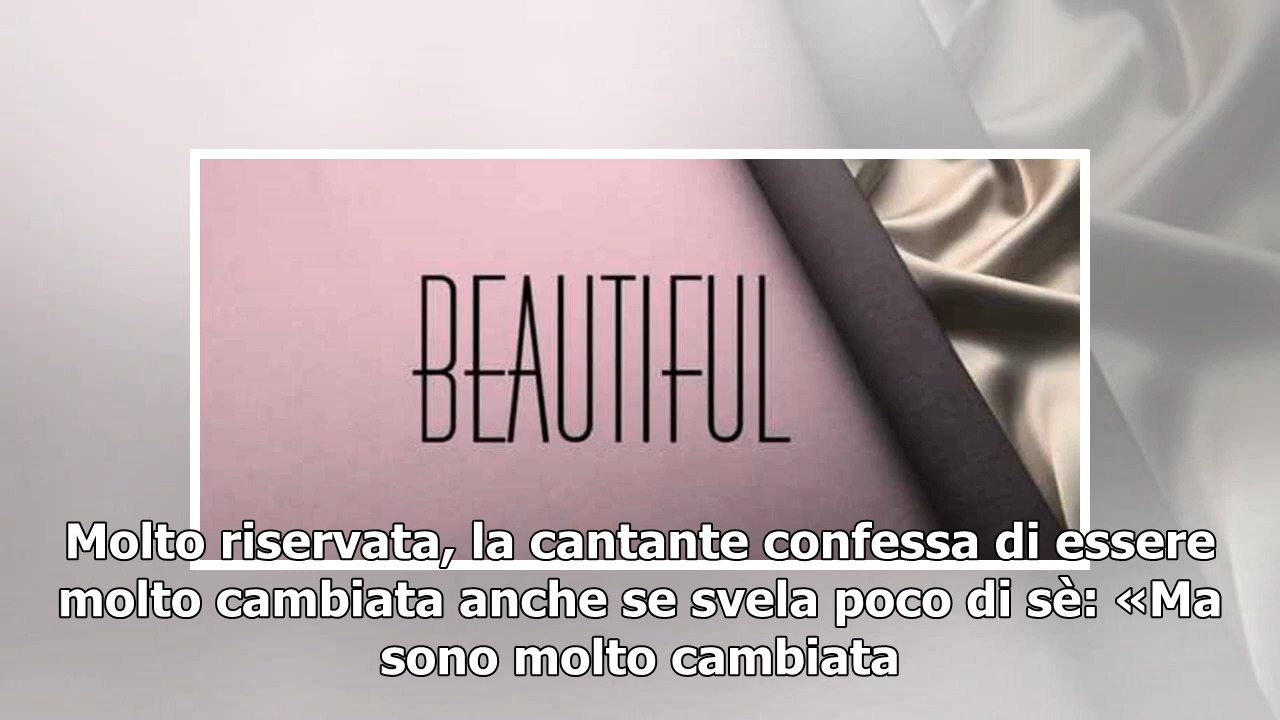 BEAUTIFUL
Molto riservata, la cantante confessa di essere
molto cambiata anche se svela poco di sè: «Ma
sono molto cambiata